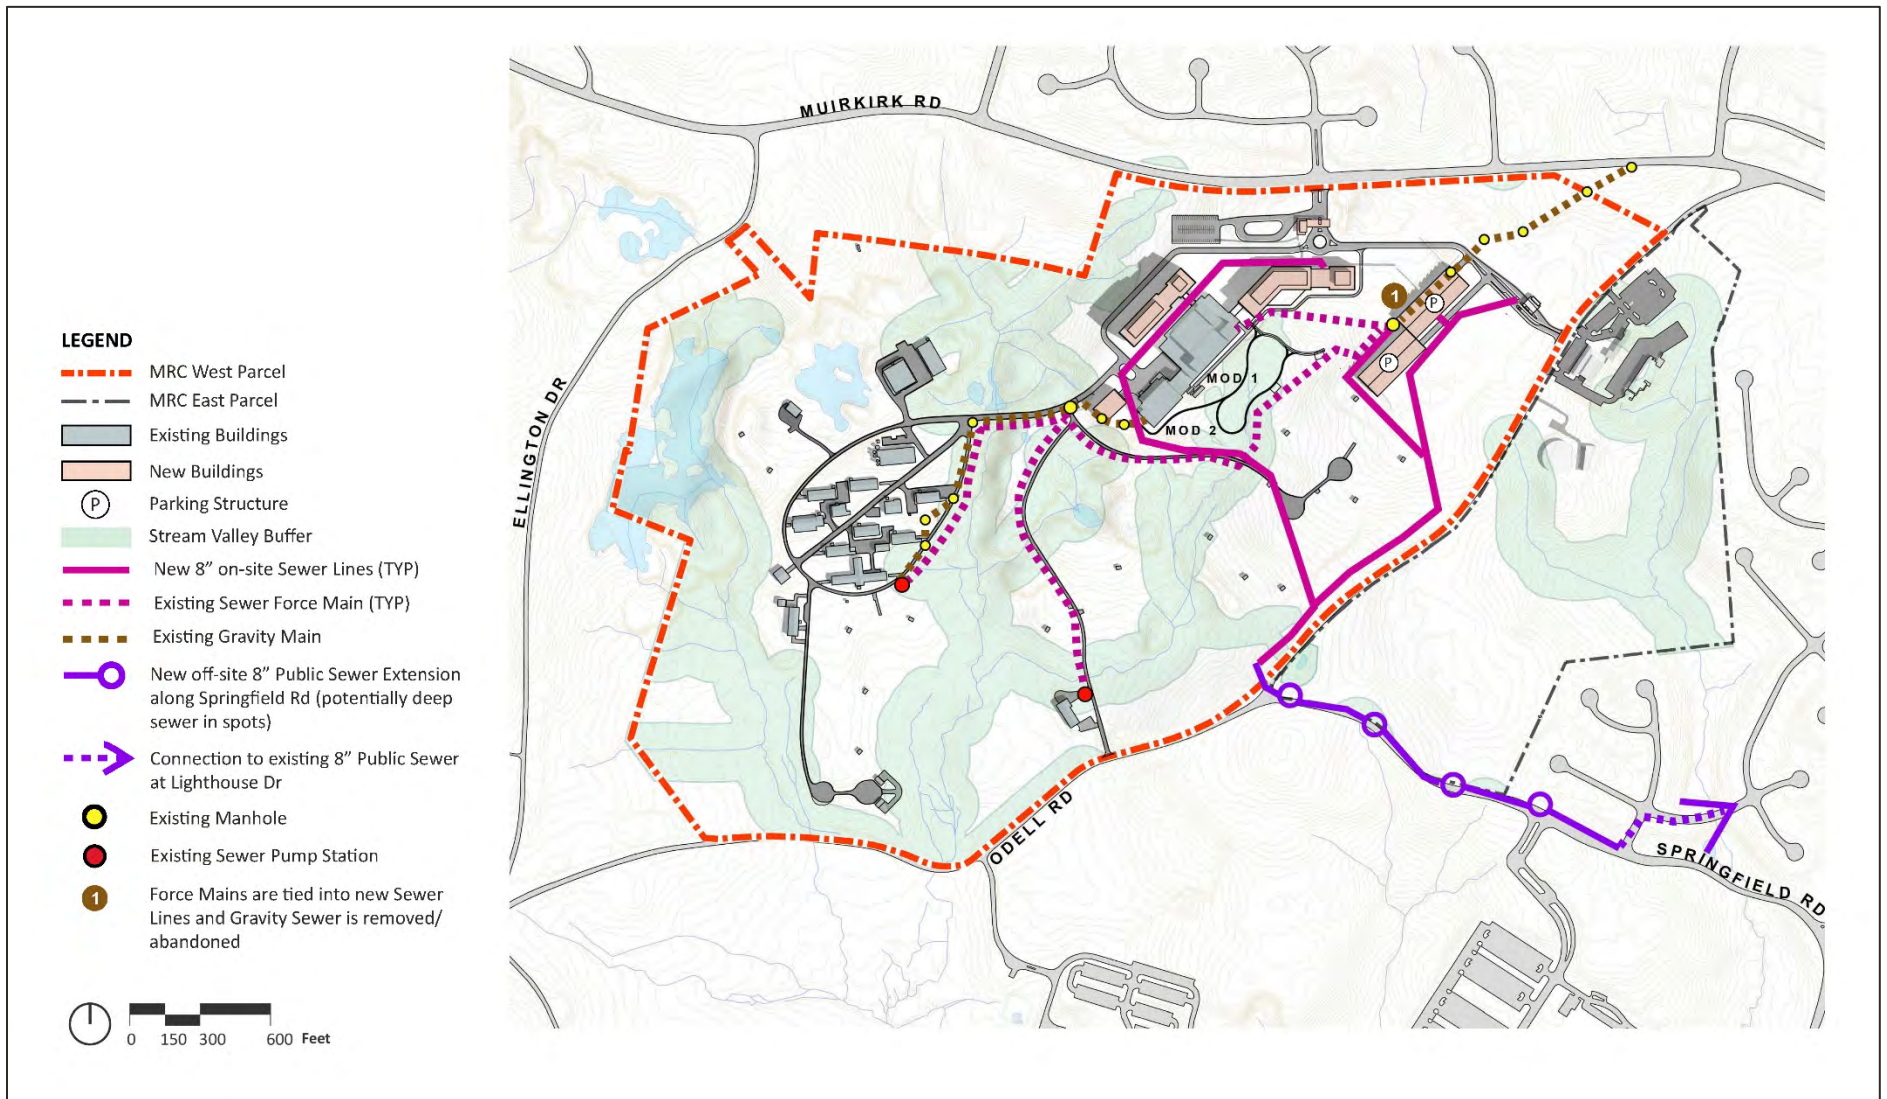 LEGEND
MRC West Parcel
MRC East Parcel
Existing Buildings
New Buildings
P
Parking Structure
Stream Valley Buffer
New 8” on-site Sewer Lines (TYP)
Existing Sewer Force Main (TYP)
Existing Gravity Main
New off-site 8” Public Sewer Extension
along Springfield Rd (potentially deep
sewer in spots)
Connection to existing 8” Public Sewer
at Lighthouse Dr
Existing Manhole
Existing Sewer Pump Station
1
Force Mains are tied into new Sewer
Lines and Gravity Sewer is removed/
abandoned
0 150 300 600 Feet
MUIRKIRK RD
ELLINGTON DR
1
P
P
MOD 1
MOD 2
ODELL RD
SPRINGFIELD RD